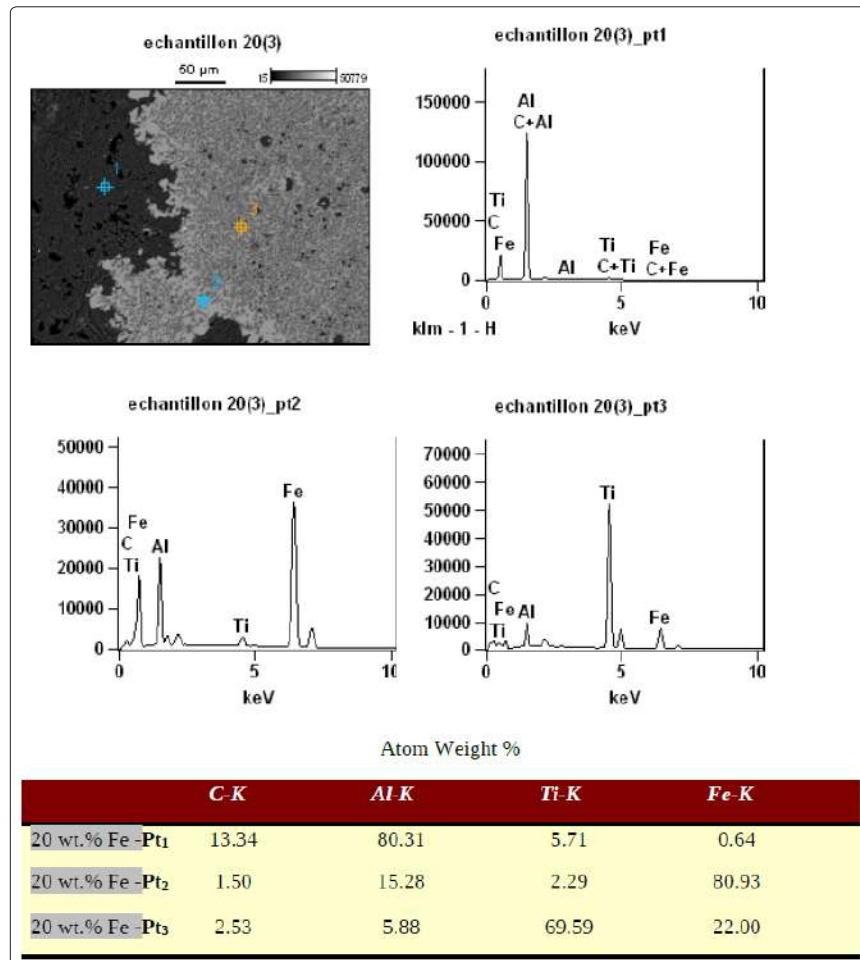 echantillon 20(3)
60 µm
15 50779
1
3
2
echantillon 20(3)_pt1
150000
100000
50000
0
Al
C+Al
Ti
C
Fe
Al
Ti
C+Ti
Fe
C+Fe
0 5 10
klm - 1 - H
keV
echantillon 20(3)_pt2
50000
40000
30000
20000
10000
0
Fe
C
Ti
Al
Ti
Fe
0 5 10
keV
echantillon 20(3)_pt3
70000
60000
50000
40000
30000
20000
10000
0
C
Fe
Ti
Al
Ti
Fe
0 5 10
keV
Atom Weight %
C-K Al-K Ti-K Fe-K
20 wt.% Fe -Pt1 13.34 80.31 5.71 0.64
20 wt.% Fe -Pt2 1.50 15.28 2.29 80.93
20 wt.% Fe -Pt3 2.53 5.88 69.59 22.00